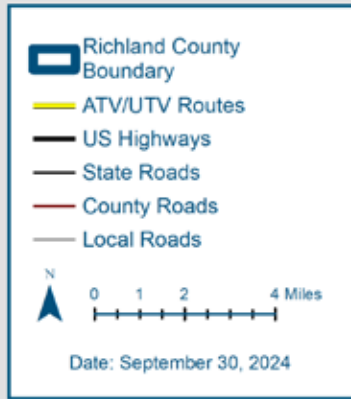 Richland County
Boundary
ATV/UTV Routes
US Highways
State Roads
County Roads
Local Roads
N
0 1 2 4 Miles
Date: September 30, 2024